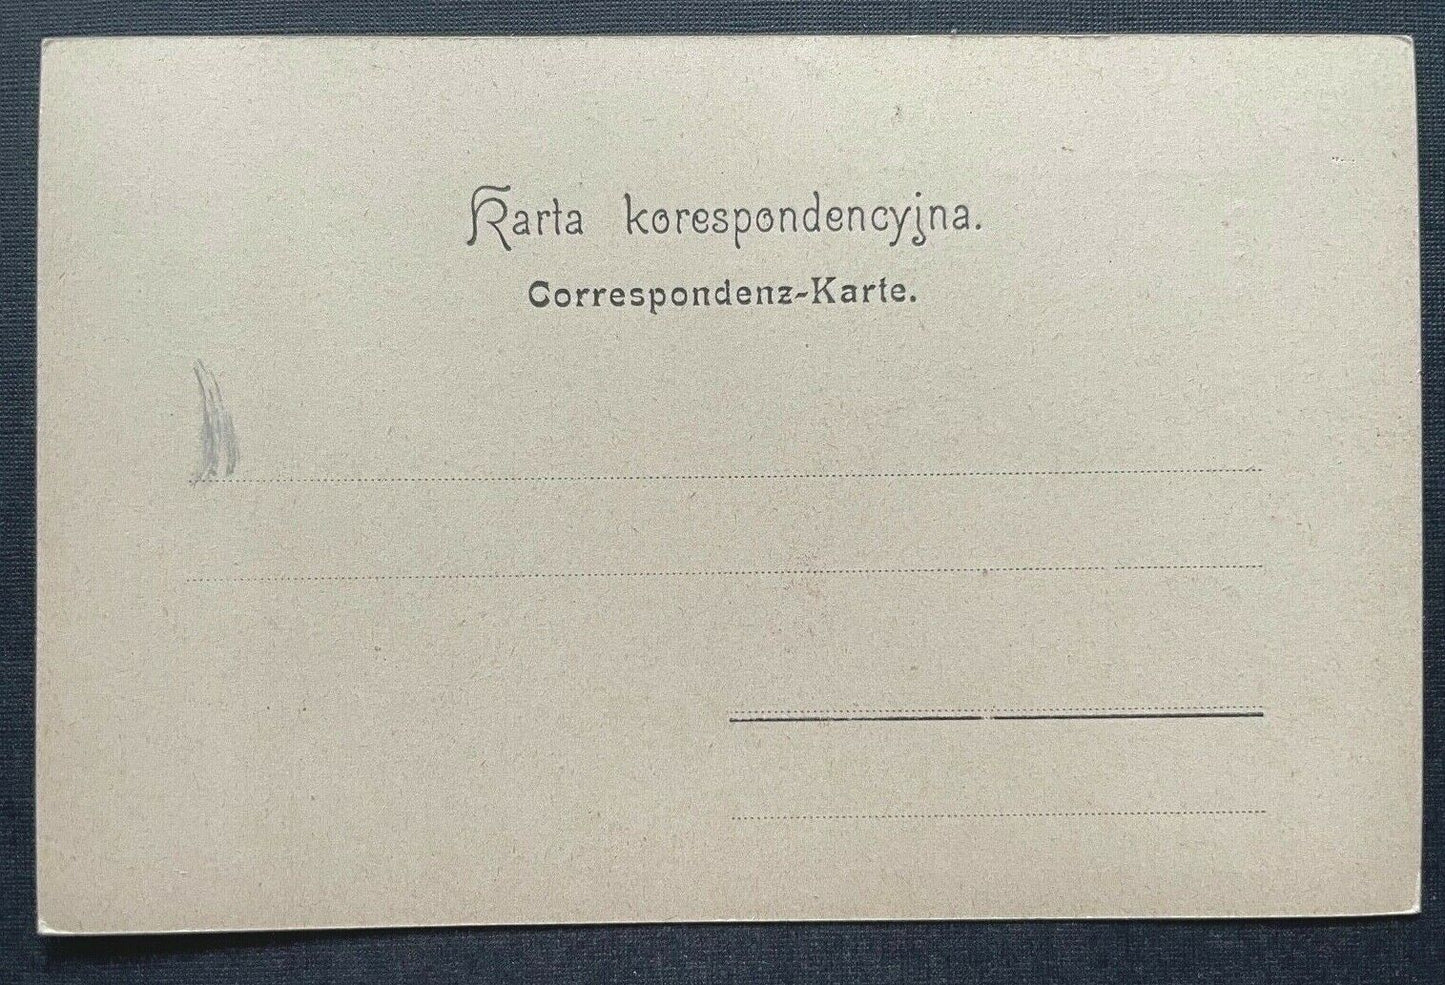 Karta korespondencyjna.
Correspondenz-Karte.